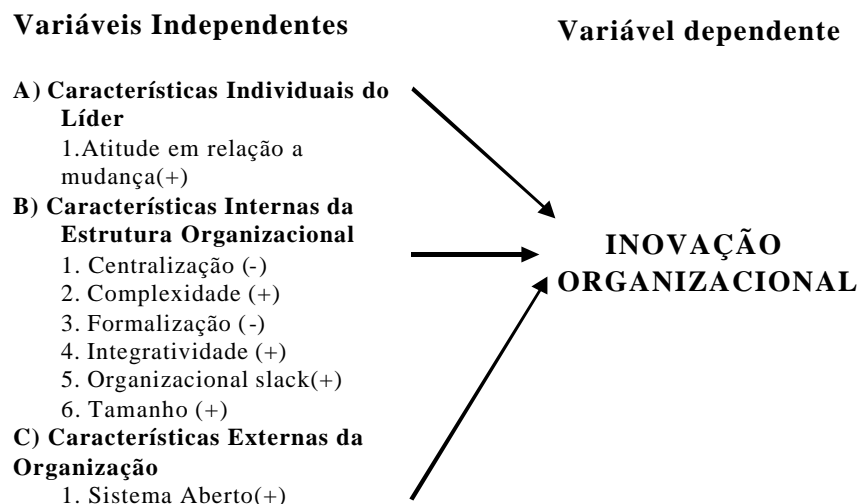 Variáveis Independentes
Variável dependente
A) Características Individuais do
Líder
1.Atitude em relação a
mudança(+)
B) Características Internas da
Estrutura Organizacional
1. Centralização (-)
2. Complexidade (+)
3. Formalização (-)
4. Integratividade (+)
5. Organizacional slack(+)
6. Tamanho (+)
C) Características Externas da
Organização
1. Sistema Aberto(+)
INOVAÇÃO
ORGANIZACIONAL